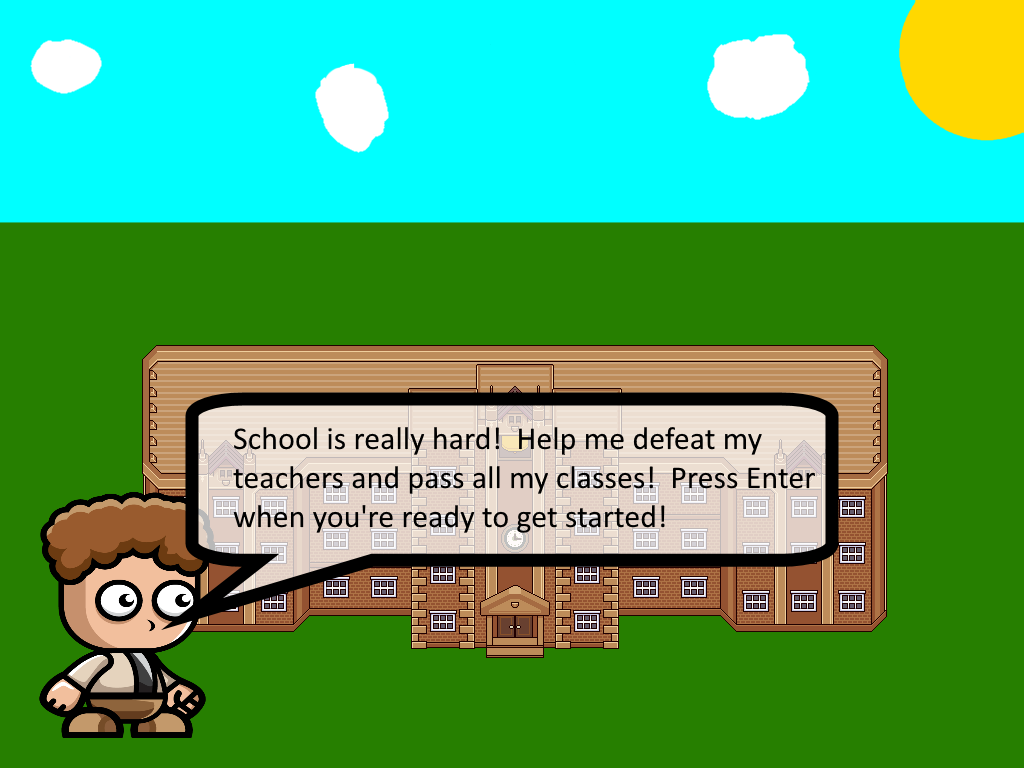 School is really hard!  Help me defeat my
teachers and pass all my classes!  Press Enter
when you're ready to get started!